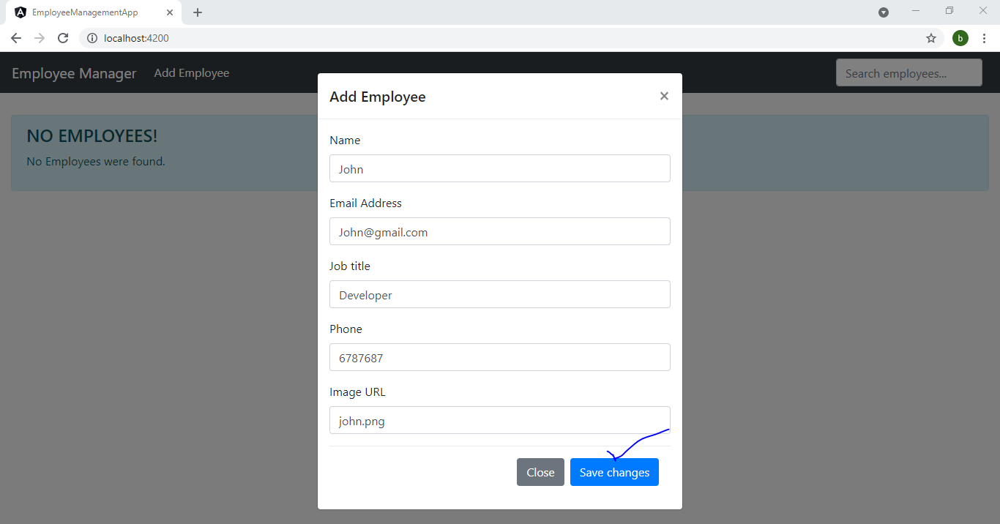 EmployeeManagementApp
localhost:4200
b
Employee Manager Add Employee Search employees...
NO EMPLOYEES!
No Employees were found.
Add Employee
Name
John
Email Address
John@gmail.com
Job title
Developer
Phone
6787687
Image URL
john.png
Close Save changes